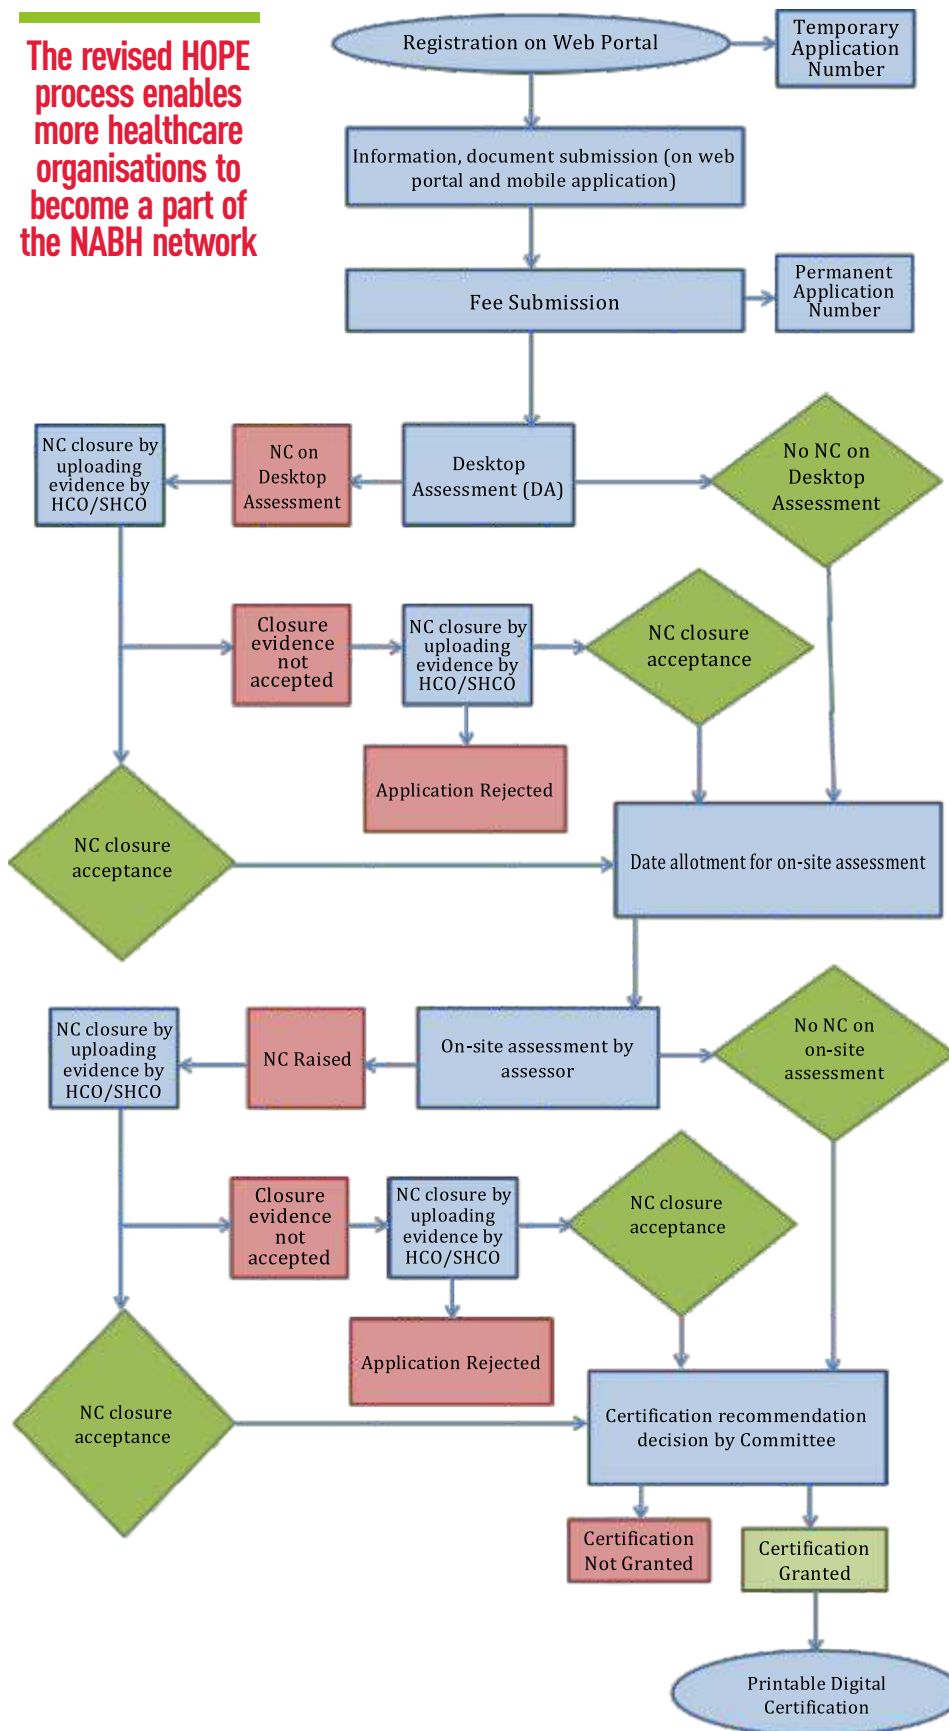 The revised HOPE
process enables
more healthcare
organisations to
become a part of
the NABH network
Registration on Web Portal
Temporary
Application
Number
Information, document submission (on web
portal and mobile application)
Fee Submission
Permanent
Application
Number
NC closure by
uploading
evidence by
HCO/SHCO
NC on
Desktop
Assessment
Desktop
Assessment (DA)
No NC on
Desktop
Assessment
Closure
evidence
not
accepted
NC closure by
uploading
evidence by
HCO/SHCO
NC closure
acceptance
Application Rejected
NC closure
acceptance
Date allotment for on-site assessment
NC closure by
uploading
evidence by
HCO/SHCO
NC Raised
On-site assessment by
assessor
No NC on
on-site
assessment
Closure
evidence
not
accepted
NC closure by
uploading
evidence by
HCO/SHCO
NC closure
acceptance
Application Rejected
NC closure
acceptance
Certification recommendation
decision by Committee
Certification
Not Granted
Certification
Granted
Printable Digital
Certification